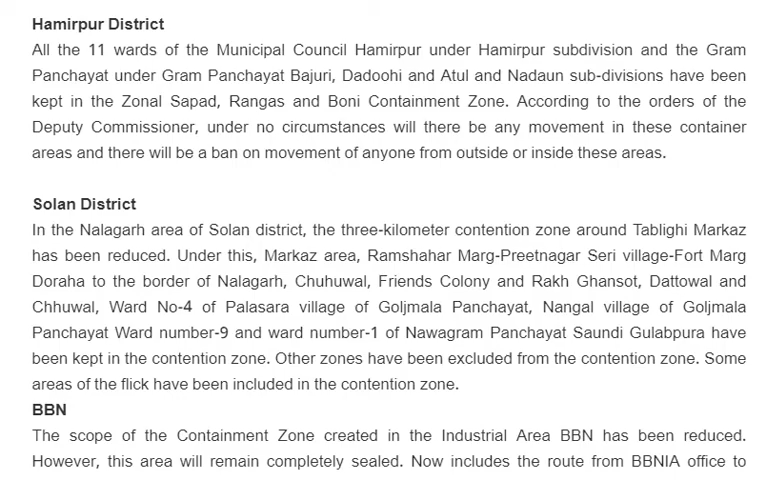 Hamirpur District
All the 11 wards of the Municipal Council Hamirpur under Hamirpur subdivision and the Gram
Panchayat under Gram Panchayat Bajuri, Dadoohi and Atul and Nadaun sub-divisions have been
kept in the Zonal Sapad, Rangas and Boni Containment Zone. According to the orders of the
Deputy Commissioner, under no circumstances will there be any movement in these container
areas and there will be a ban on movement of anyone from outside or inside these areas.
Solan District
In the Nalagarh area of Solan district, the three-kilometer contention zone around Tablighi Markaz
has been reduced. Under this, Markaz area, Ramshahar Marg-Preetnagar Seri village-Fort Marg
Doraha to the border of Nalagarh, Chuhuwal, Friends Colony and Rakh Ghansot, Dattowal and
Chhuwal, Ward No-4 of Palasara village of Goljmala Panchayat, Nangal village of Goljmala
Panchayat Ward number-9 and ward number-1 of Nawagram Panchayat Saundi Gulabpura have
been kept in the contention zone. Other zones have been excluded from the contention zone. Some
areas of the flick have been included in the contention zone.
BBN
The scope of the Containment Zone created in the Industrial Area BBN has been reduced.
However, this area will remain completely sealed. Now includes the route from BBNIA office to